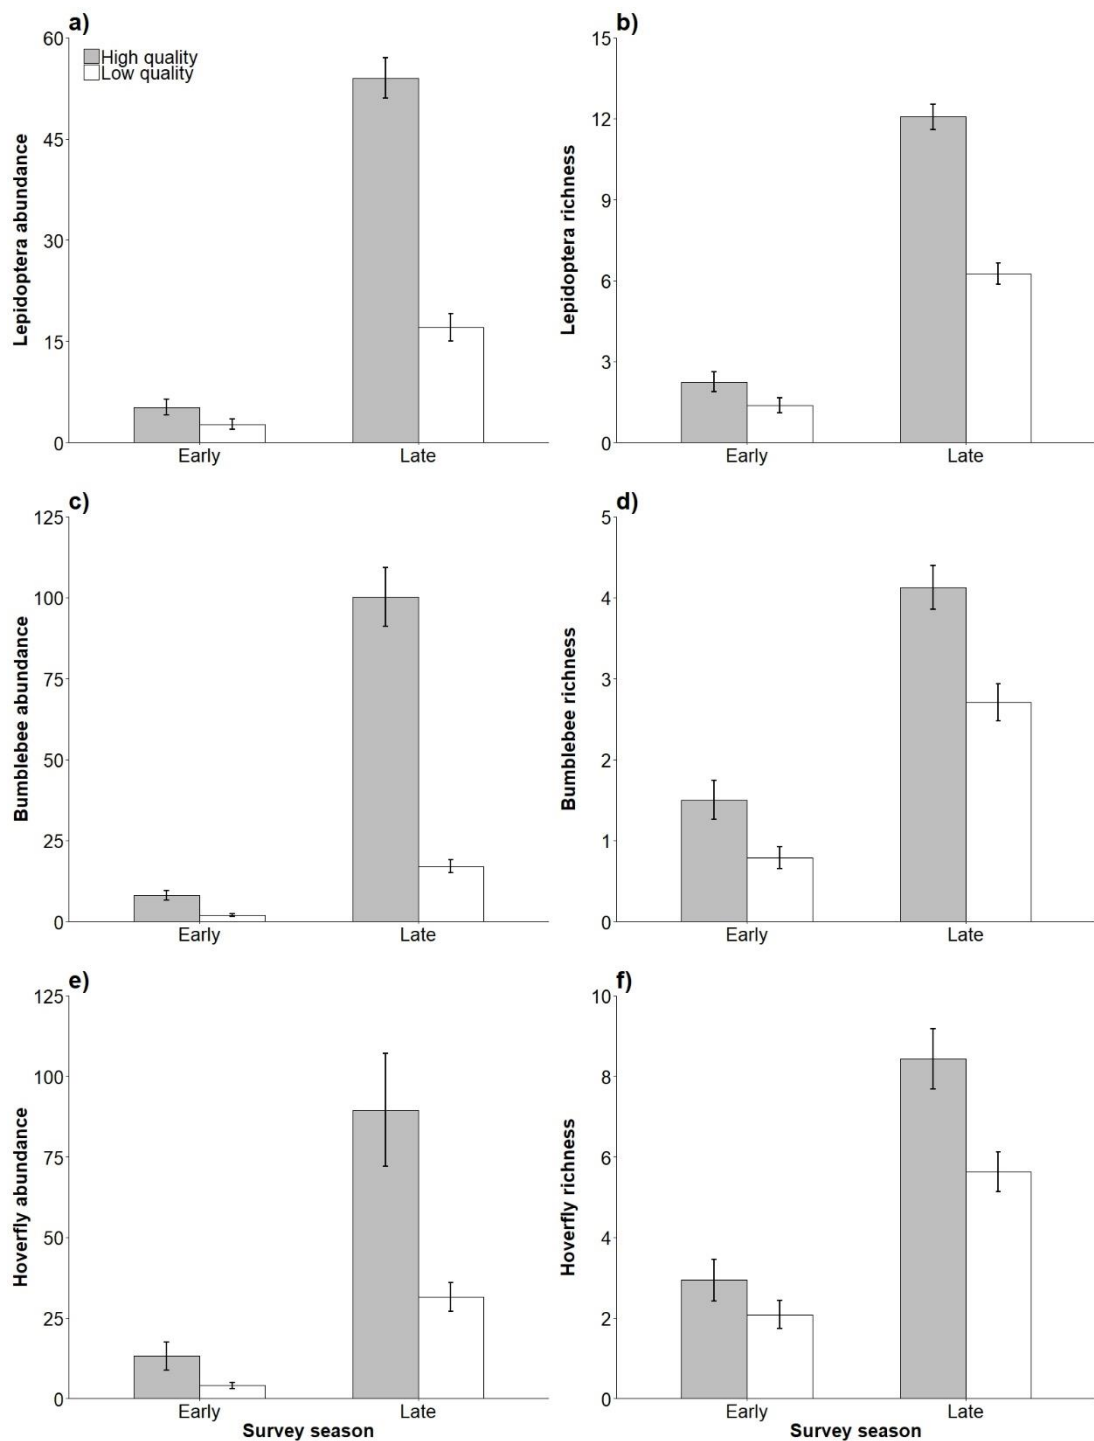 a)
60
45
30
15
0
Lepidoptera abundance
High quality
Low quality
Early Late
b)
15
12
9
6
3
0
Lepidoptera richness
Early Late
c)
125
100
75
50
25
0
Bumblebee abundance
Early Late
d)
5
4
3
2
1
0
Bumblebee richness
Early Late
e)
125
100
75
50
25
0
Hoverfly abundance
Early Late
Survey season
f)
10
8
6
4
2
0
Hoverfly richness
Early Late
Survey season